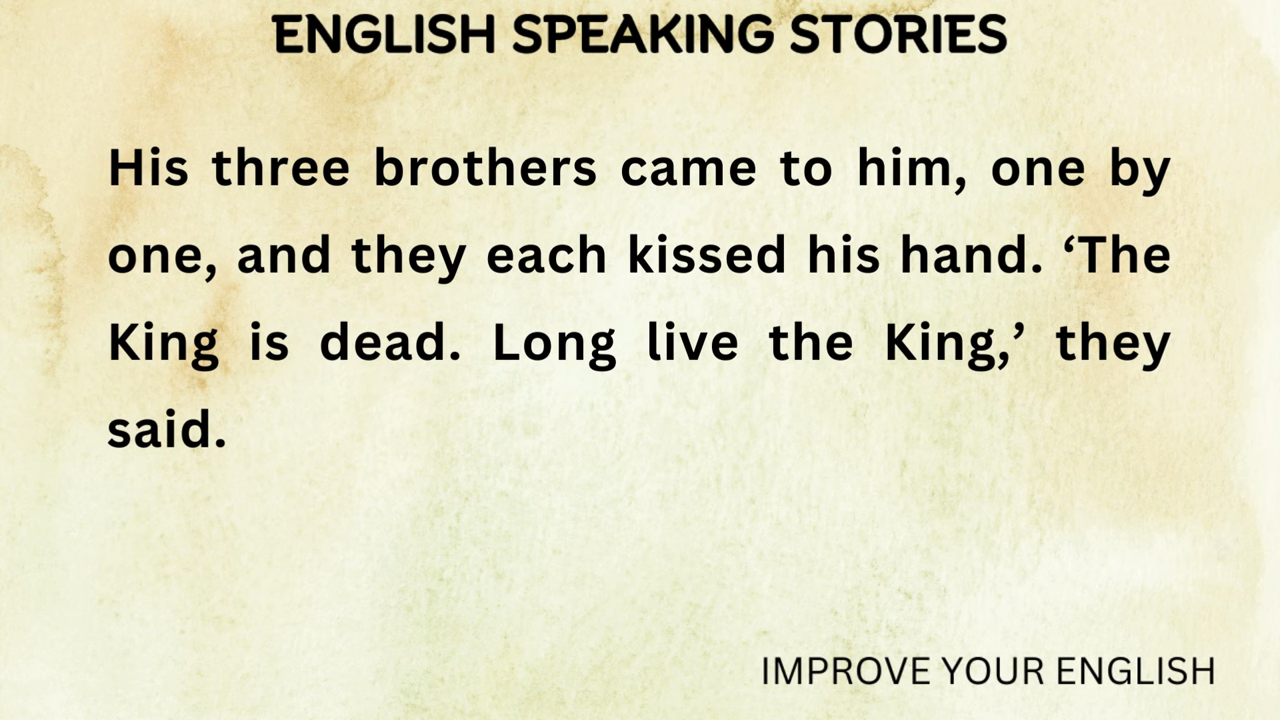 ENGLISH SPEAKING STORIES
His three brothers came to him, one by
one, and they each kissed his hand. ‘The
King is dead. Long live the King,’ they
said.
IMPROVE YOUR ENGLISH